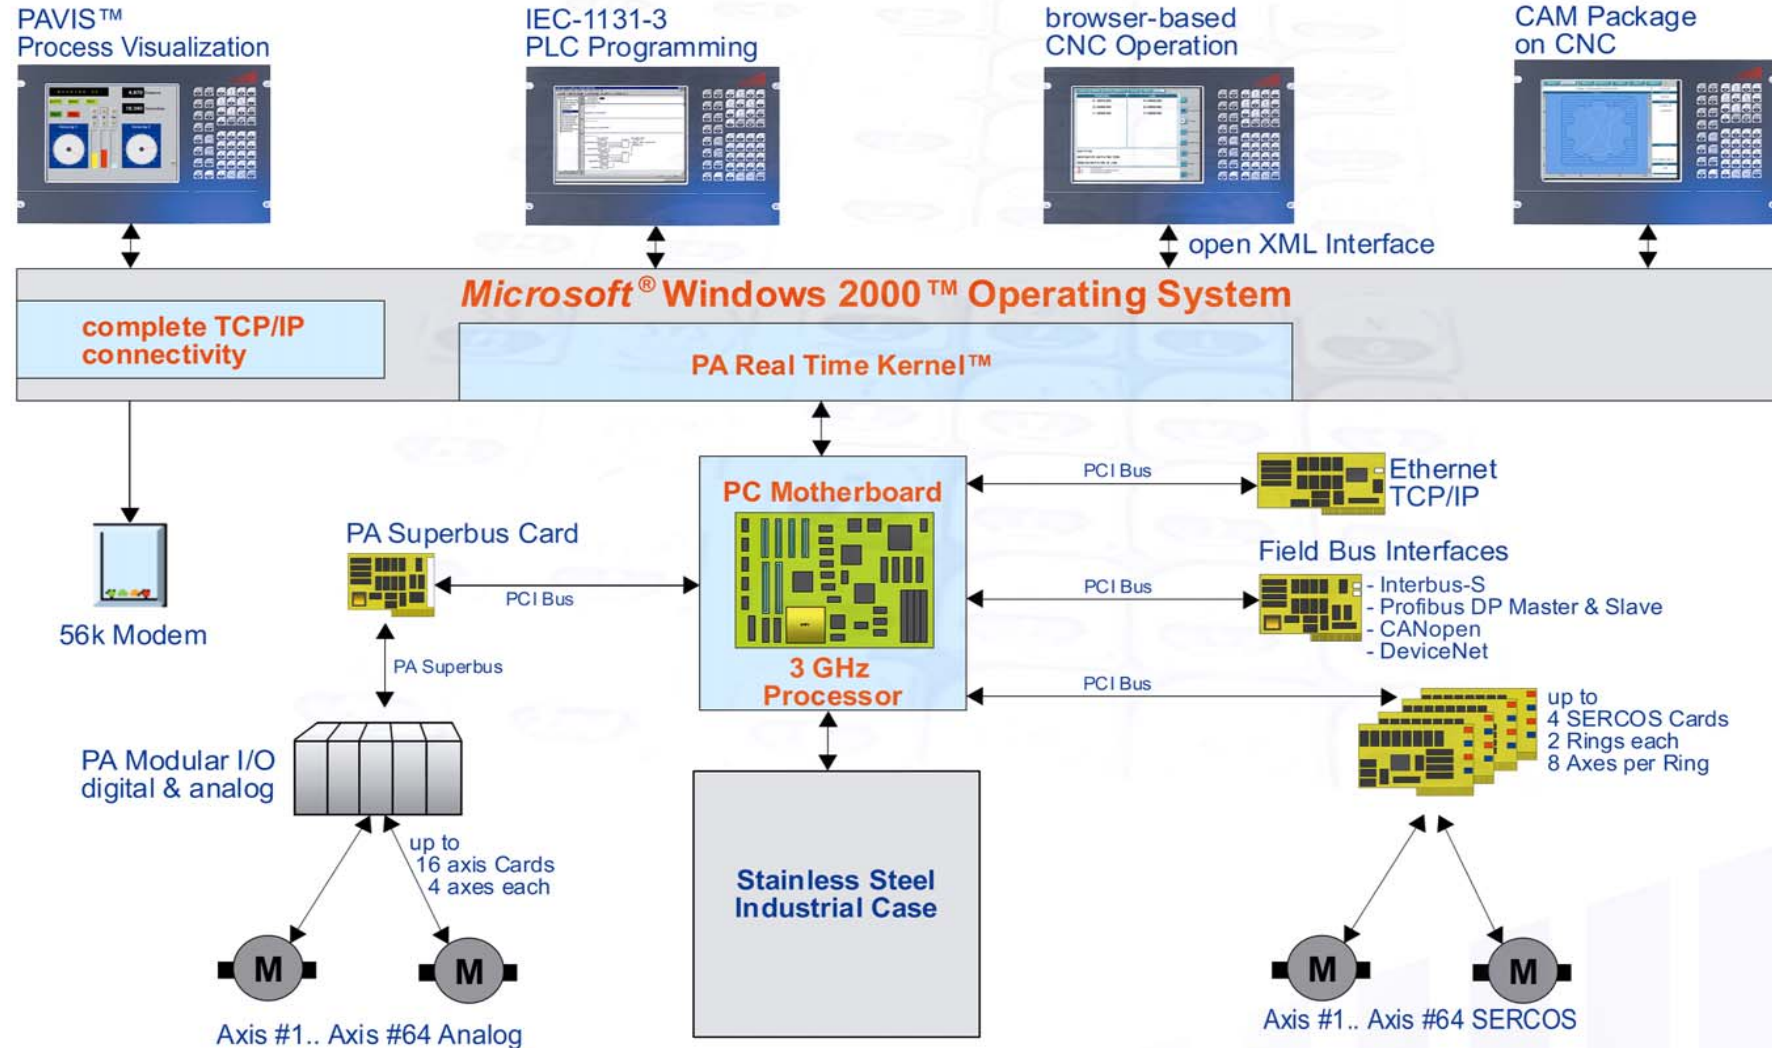 PAVIS™
Process Visualization
IEC-1131-3
PLC Programming
browser-based
CNC Operation
CAM Package
on CNC
open XML Interface
Microsoft® Windows 2000™ Operating System
complete TCP/IP
connectivity
PA Real Time Kernel™
PC Motherboard
3 GHz
Processor
PCI Bus
Ethernet
TCP/IP
PA Superbus Card
PCI Bus
PCI Bus
Field Bus Interfaces
- Interbus-S
- Profibus DP Master & Slave
- CANopen
- DeviceNet
56k Modem
PA Superbus
PCI Bus
up to
4 SERCOS Cards
2 Rings each
8 Axes per Ring
PA Modular I/O
digital & analog
up to
16 axis Cards
4 axes each
Stainless Steel
Industrial Case
M
M
M
M
Axis #1.. Axis #64 Analog
Axis #1.. Axis #64 SERCOS